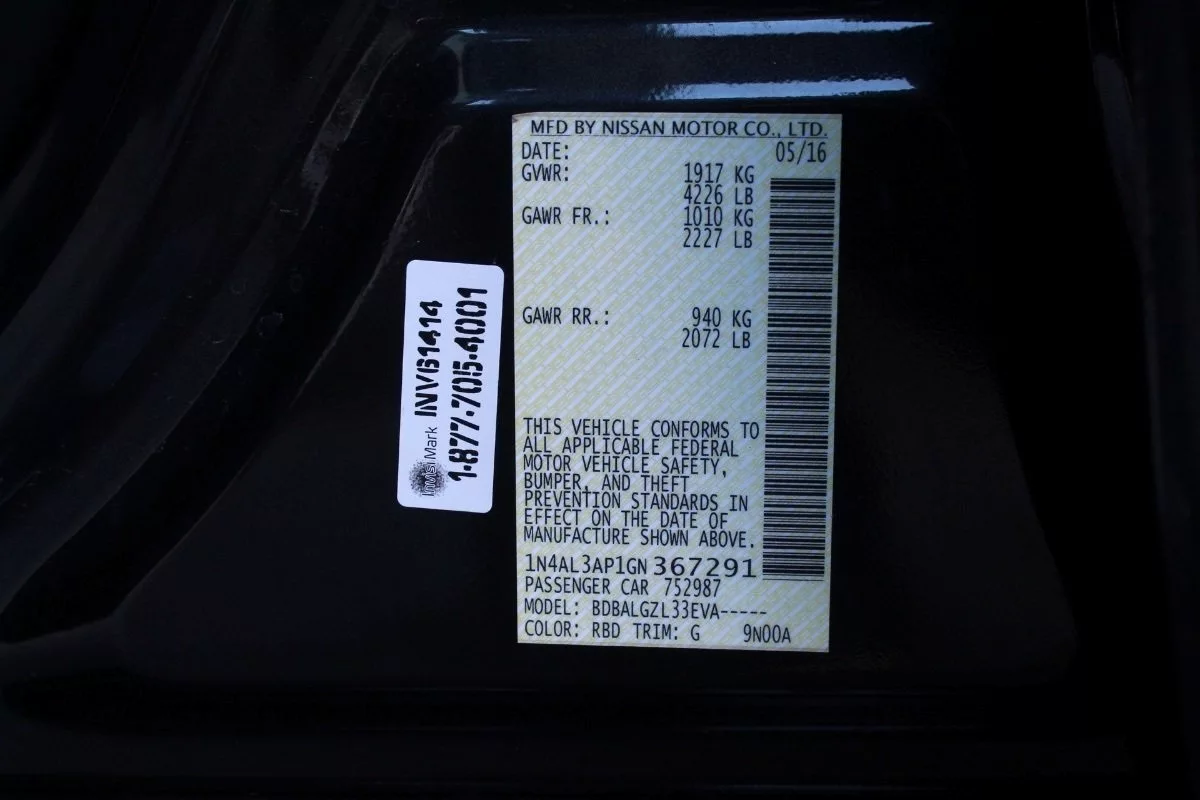 MFD BY NISSAN MOTOR CO., LTD.
DATE: 05/16
GVWR: 1917 KG
4226 LB
GAWR FR.: 1010 KG
2227 LB
GAWR RR.: 940 KG
2072 LB
THIS VEHICLE CONFORMS TO
ALL APPLICABLE FEDERAL
MOTOR VEHICLE SAFETY,
BUMPER, AND THEFT
PREVENTION STANDARDS IN
EFFECT ON THE DATE OF
MANUFACTURE SHOWN ABOVE.
1N4AL3AP1GN367291
PASSENGER CAR 752987
MODEL: BDBALGZL33EVA-----
COLOR: RBD TRIM: G 9N00A
Mark INV61414
1-877-705-4001